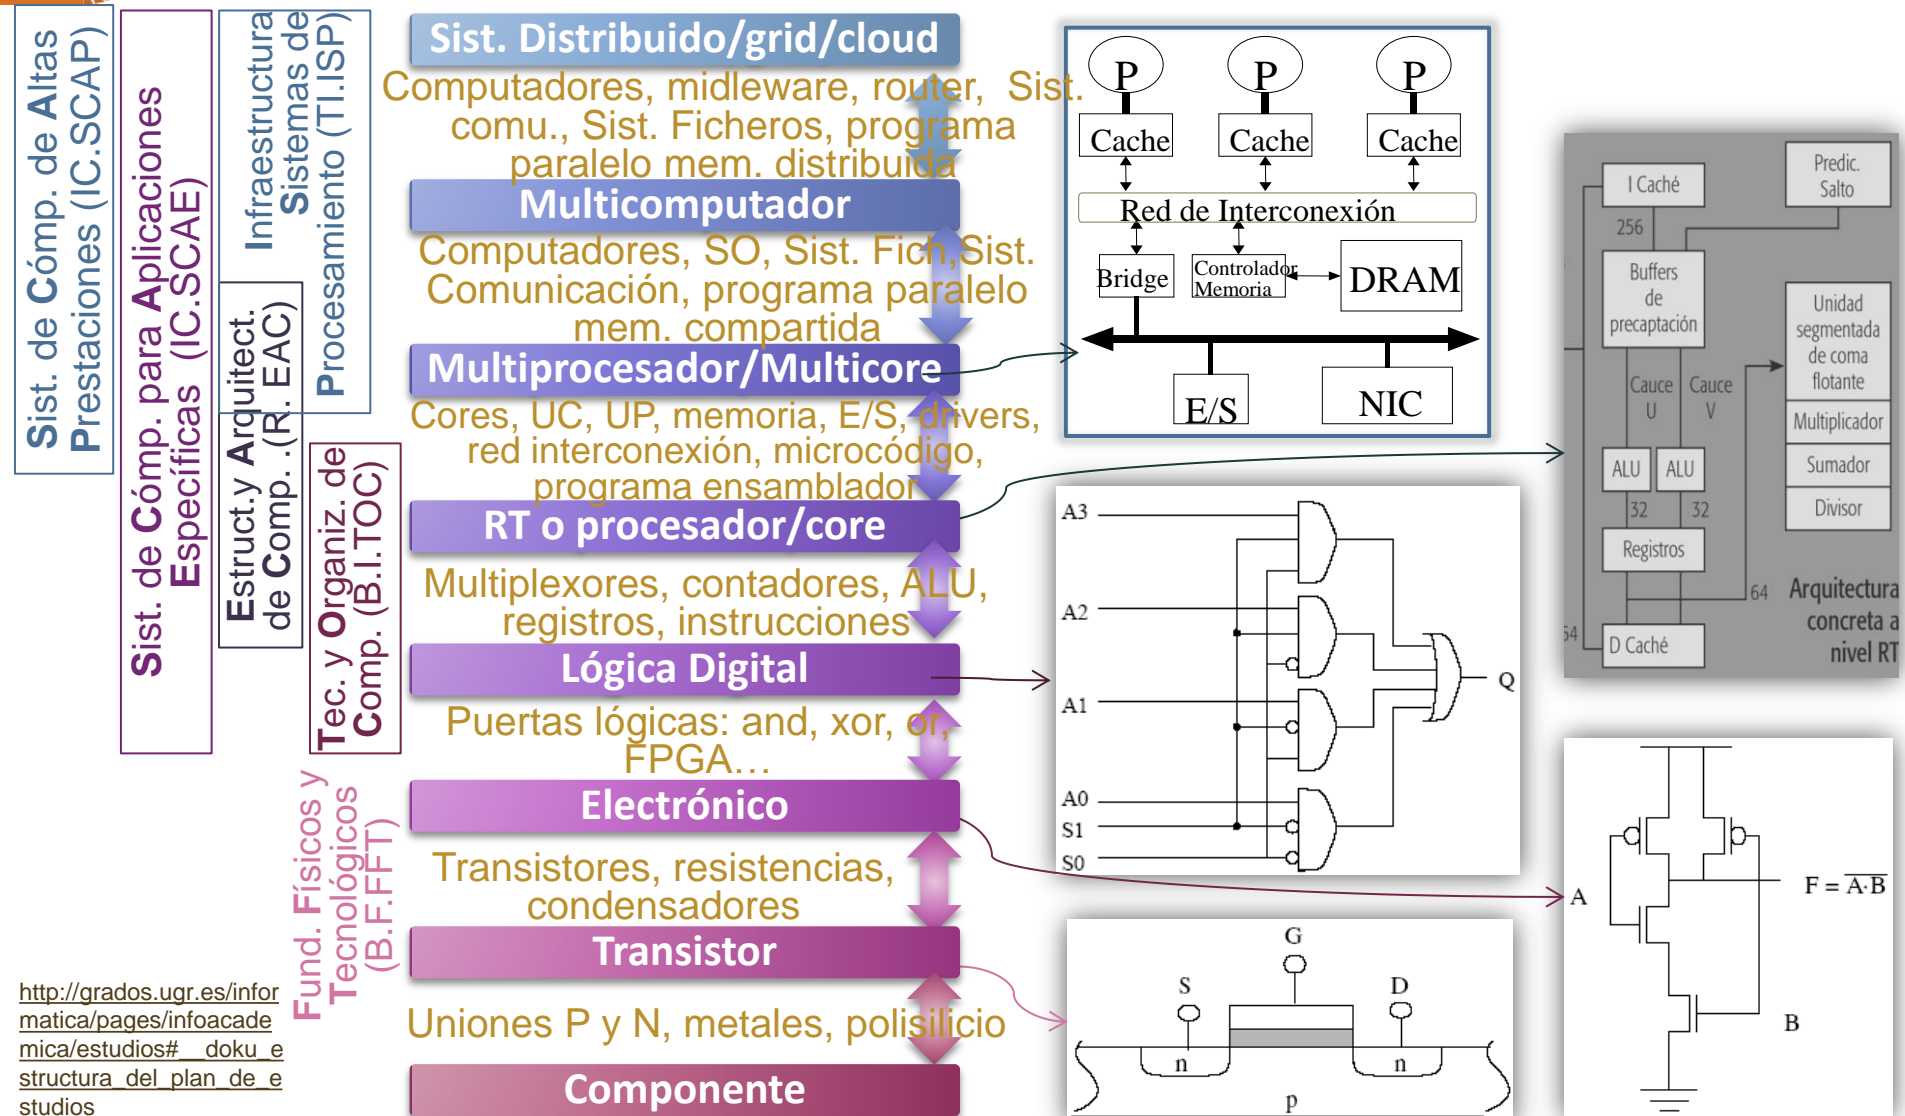 Sist. de Cómp. de Altas
Prestaciones (IC.SCAP)
Sist. de Cómp. para Aplicaciones
Específicas (IC.SCAE)
Infraestructura
Sistemas de
Procesamiento (TI.ISP)
Estruct.y Arquitect.
de Comp. .(R. EAC)
Tec. y Organiz. de
Comp. (B.I.TOC)
Fund. Físicos y
Tecnológicos
(B.F.FFT)
http://grados.ugr.es/infor
matica/pages/infoacade
mica/estudios#__doku_e
structura_del_plan_de_e
studios
Sist. Distribuido/grid/cloud
Computadores, midleware, router, Sist.
comu., Sist. Ficheros, programa
paralelo mem. distribuida
Multicomputador
Computadores, SO, Sist. Fich,Sist.
Comunicación, programa paralelo
mem. compartida
Multiprocesador/Multicore
Cores, UC, UP, memoria, E/S, drivers,
red interconexión, microcódigo,
programa ensamblador
RT o procesador/core
Multiplexores, contadores, ALU,
registros, instrucciones
Lógica Digital
Puertas lógicas: and, xor, or,
FPGA…
Electrónico
Transistores, resistencias,
condensadores
Transistor
Uniones P y N, metales, polisilicio
Componente
P P P
Cache Cache Cache
Red de Interconexión
Bridge
Controlador
Memoria
DRAM
E/S
NIC
A3
A2
A1
A0
S1
S0
Q
G
S
D
n
n
p
I Caché
Predic.
Salto
256
Buffers
de
precaptación
Unidad
segmentada
de coma
flotante
Cauce
U
Cauce
V
Multiplicador
ALU
ALU
Sumador
32
32
Divisor
Registros
64
64
D Caché
Arquitectura
concreta a
nivel RT
A
F = A·B
B